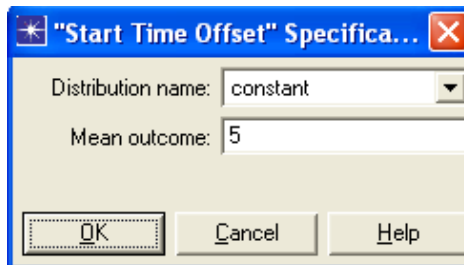 "Start Time Offset" Specifica...
Distribution name: constant
Mean outcome: 5
OK Cancel Help